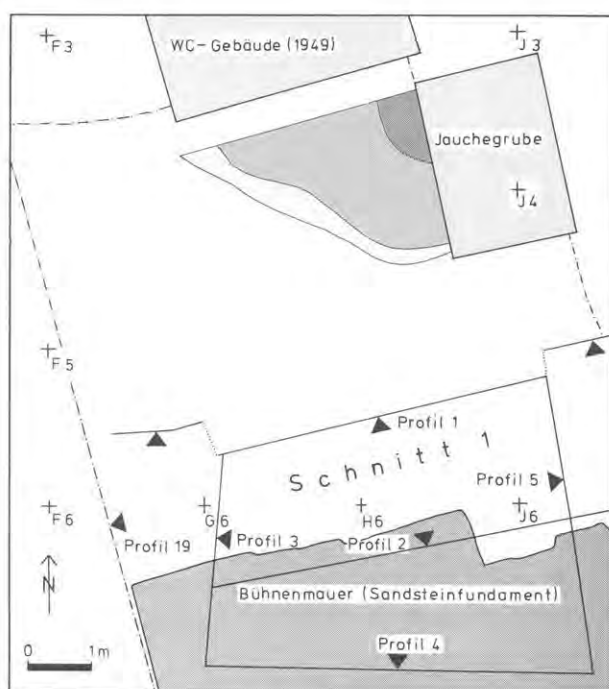 F3
WC-Gebäude (1949)
J3
Jauchegrube
J4
F5
Profil 1
Schnitt 1
Profil 5
F6
G6
H6
J6
Profil 19
Profil 3
Profil 2
N
Bühnenmauer (Sandsteinfundament)
Profil 4
0 1m